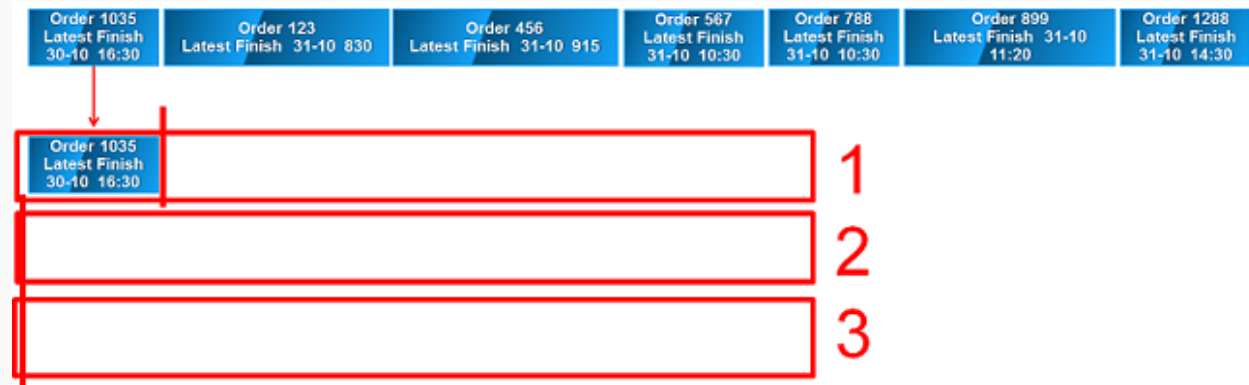 Order 1035
Latest Finish
30-10 16:30
Order 123
Latest Finish 31-10 830
Order 456
Latest Finish 31-10 915
Order 567
Latest Finish
31-10 10:30
Order 788
Latest Finish
31-10 10:30
Order 899
Latest Finish 31-10
11:20
Order 1288
Latest Finish
31-10 14:30
Order 1035
Latest Finish
30-10 16:30
1
2
3